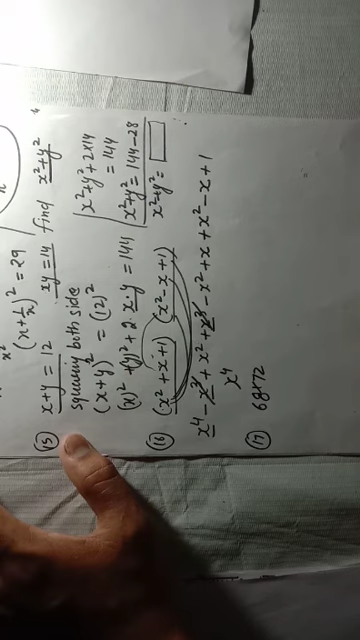 (x + 1/x)² = 29
(15) x+y = 12 xy = 14 find x²+y²
squaring both side
(x+y)² = (12)²
(x)² + (y)² + 2·x·y = 144
x²+y²+2×14
= 144
x²+y² = 144-28
x²+y² =
(16) (x²+x+1) (x²-x+1)
x⁴ - x³ + x² + x³ - x² + x + x² - x + 1
x⁴
(17) 68×72